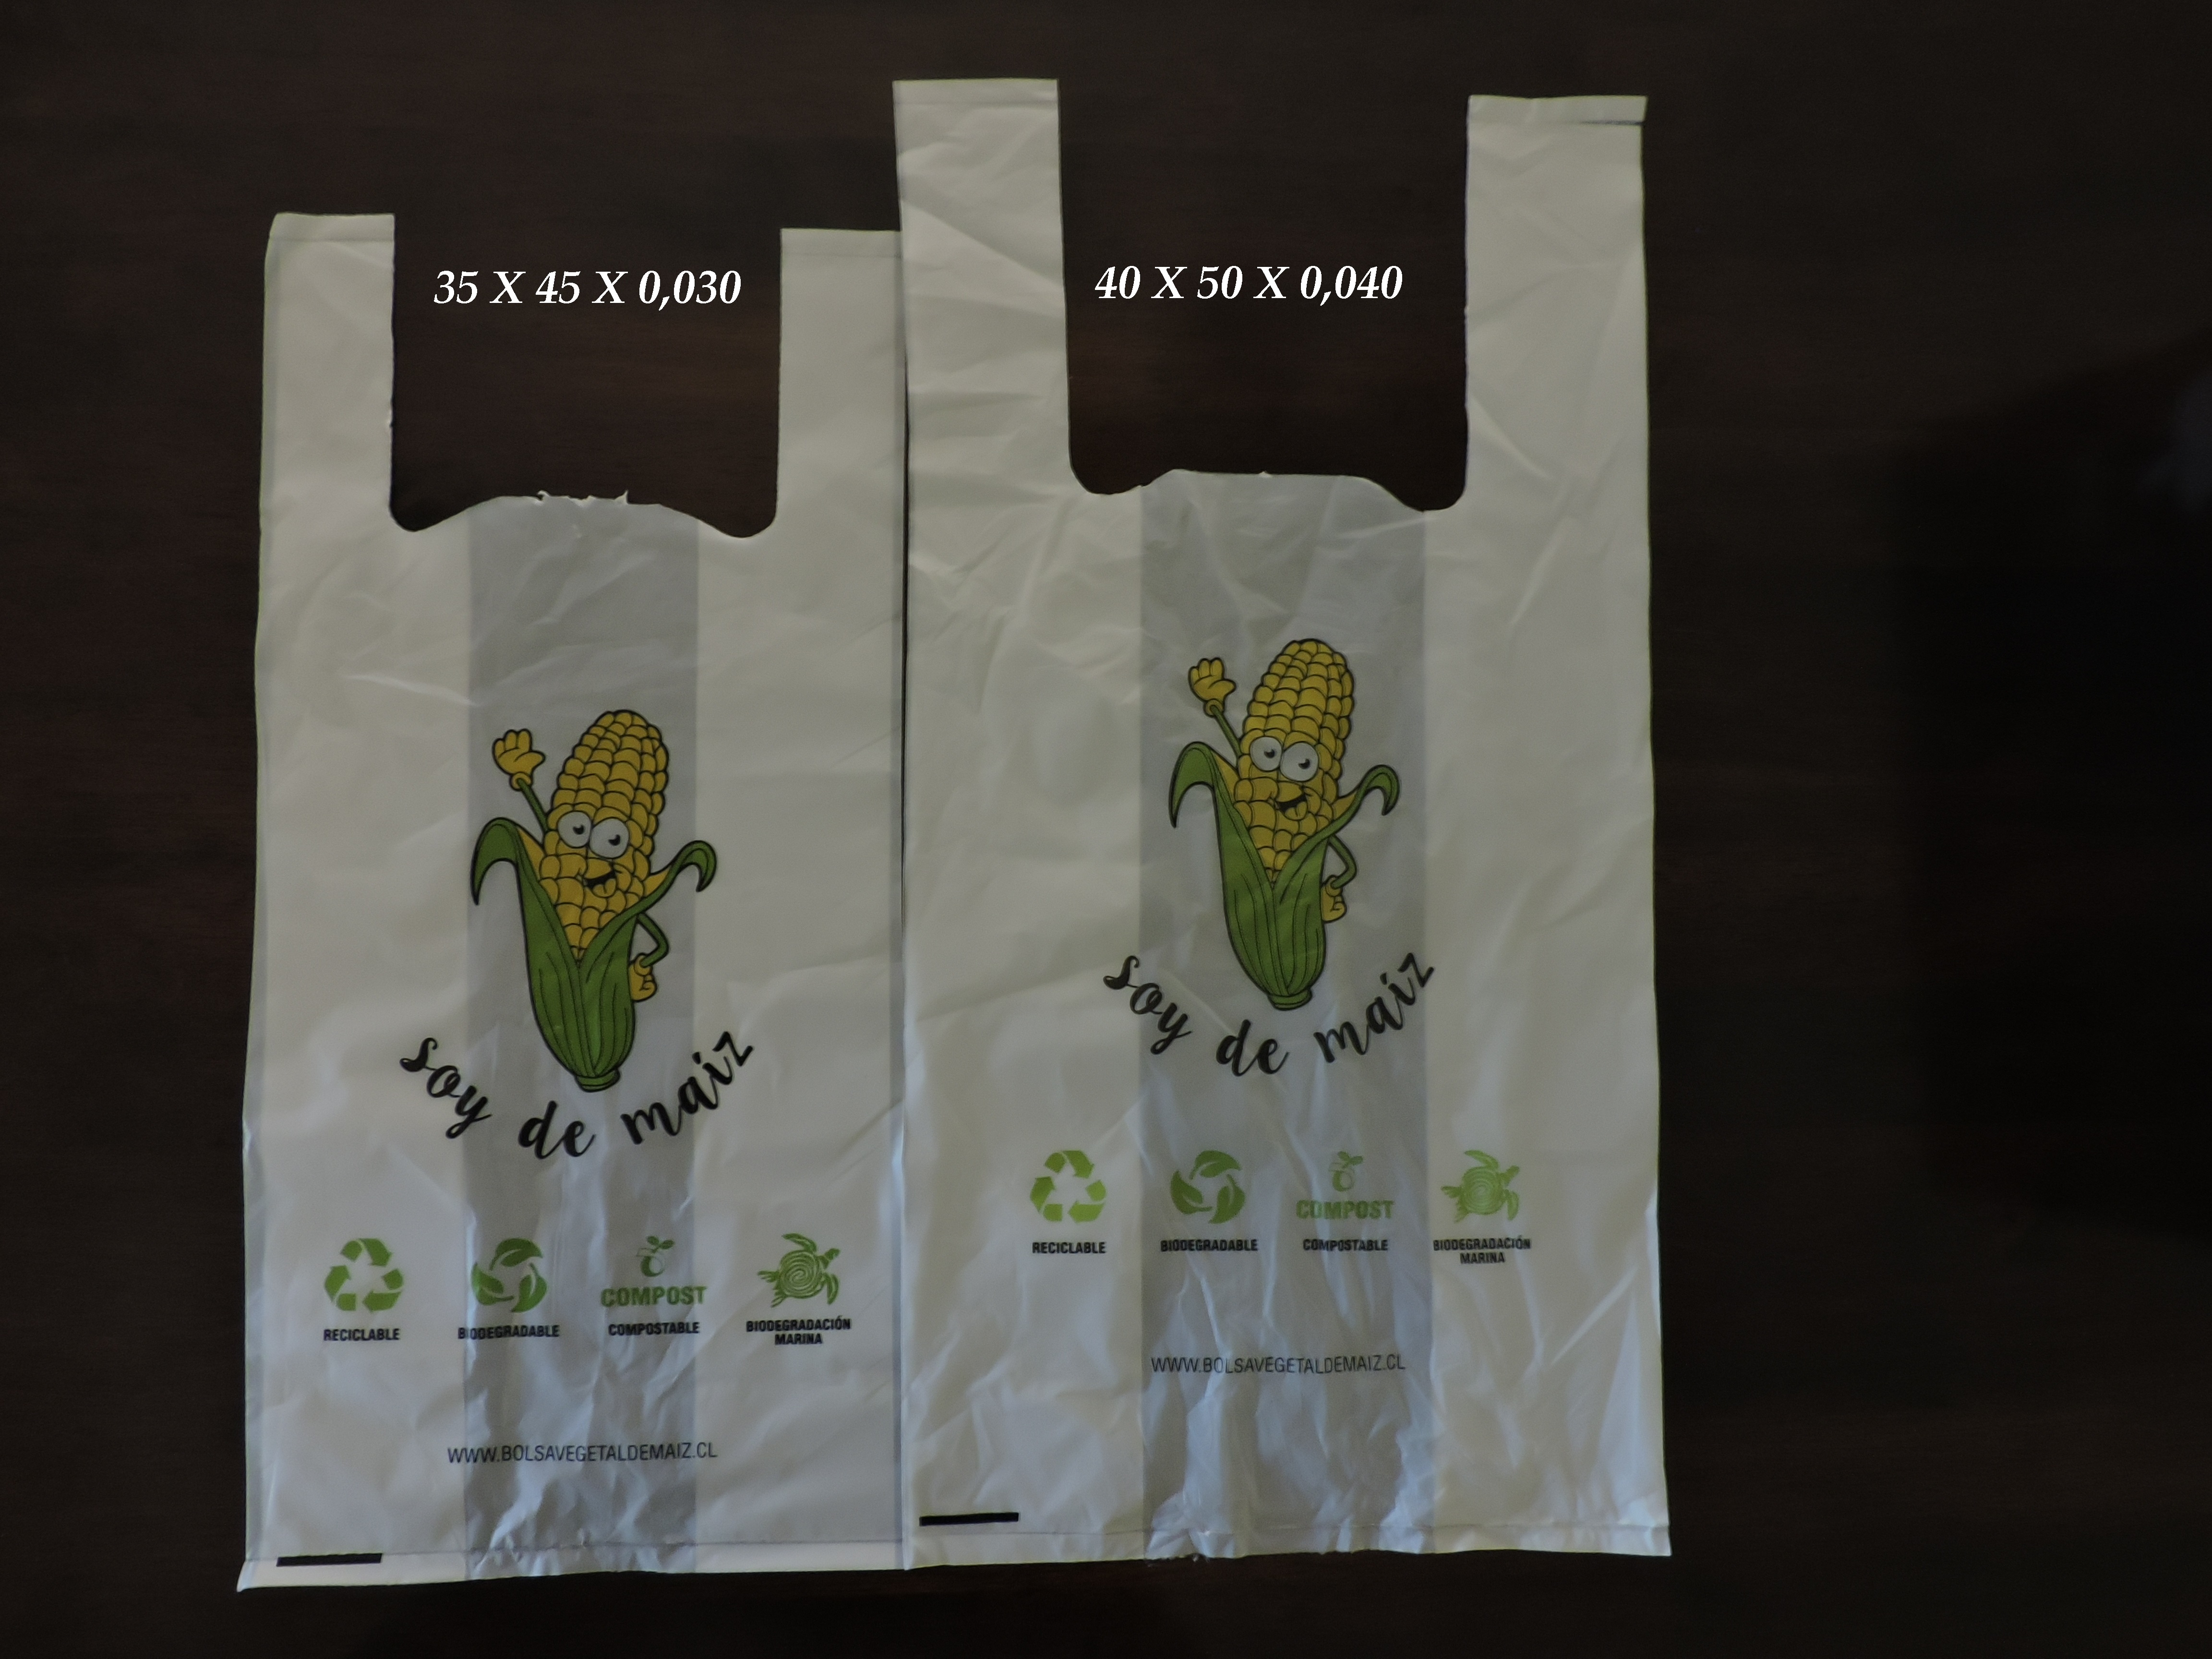 35 X 45 X 0,030
soy de maiz
COMPOST
RECICLABLE
BIODEGRADABLE
COMPOSTABLE
BIODEGRADACIÓN
MARINA
WWW.BOLSAVEGETALDEMAIZ.CL
40 X 50 X 0,040
soy de maiz
COMPOST
RECICLABLE
BIODEGRADABLE
COMPOSTABLE
BIODEGRADACIÓN
MARINA
WWW.BOLSAVEGETALDEMAIZ.CL